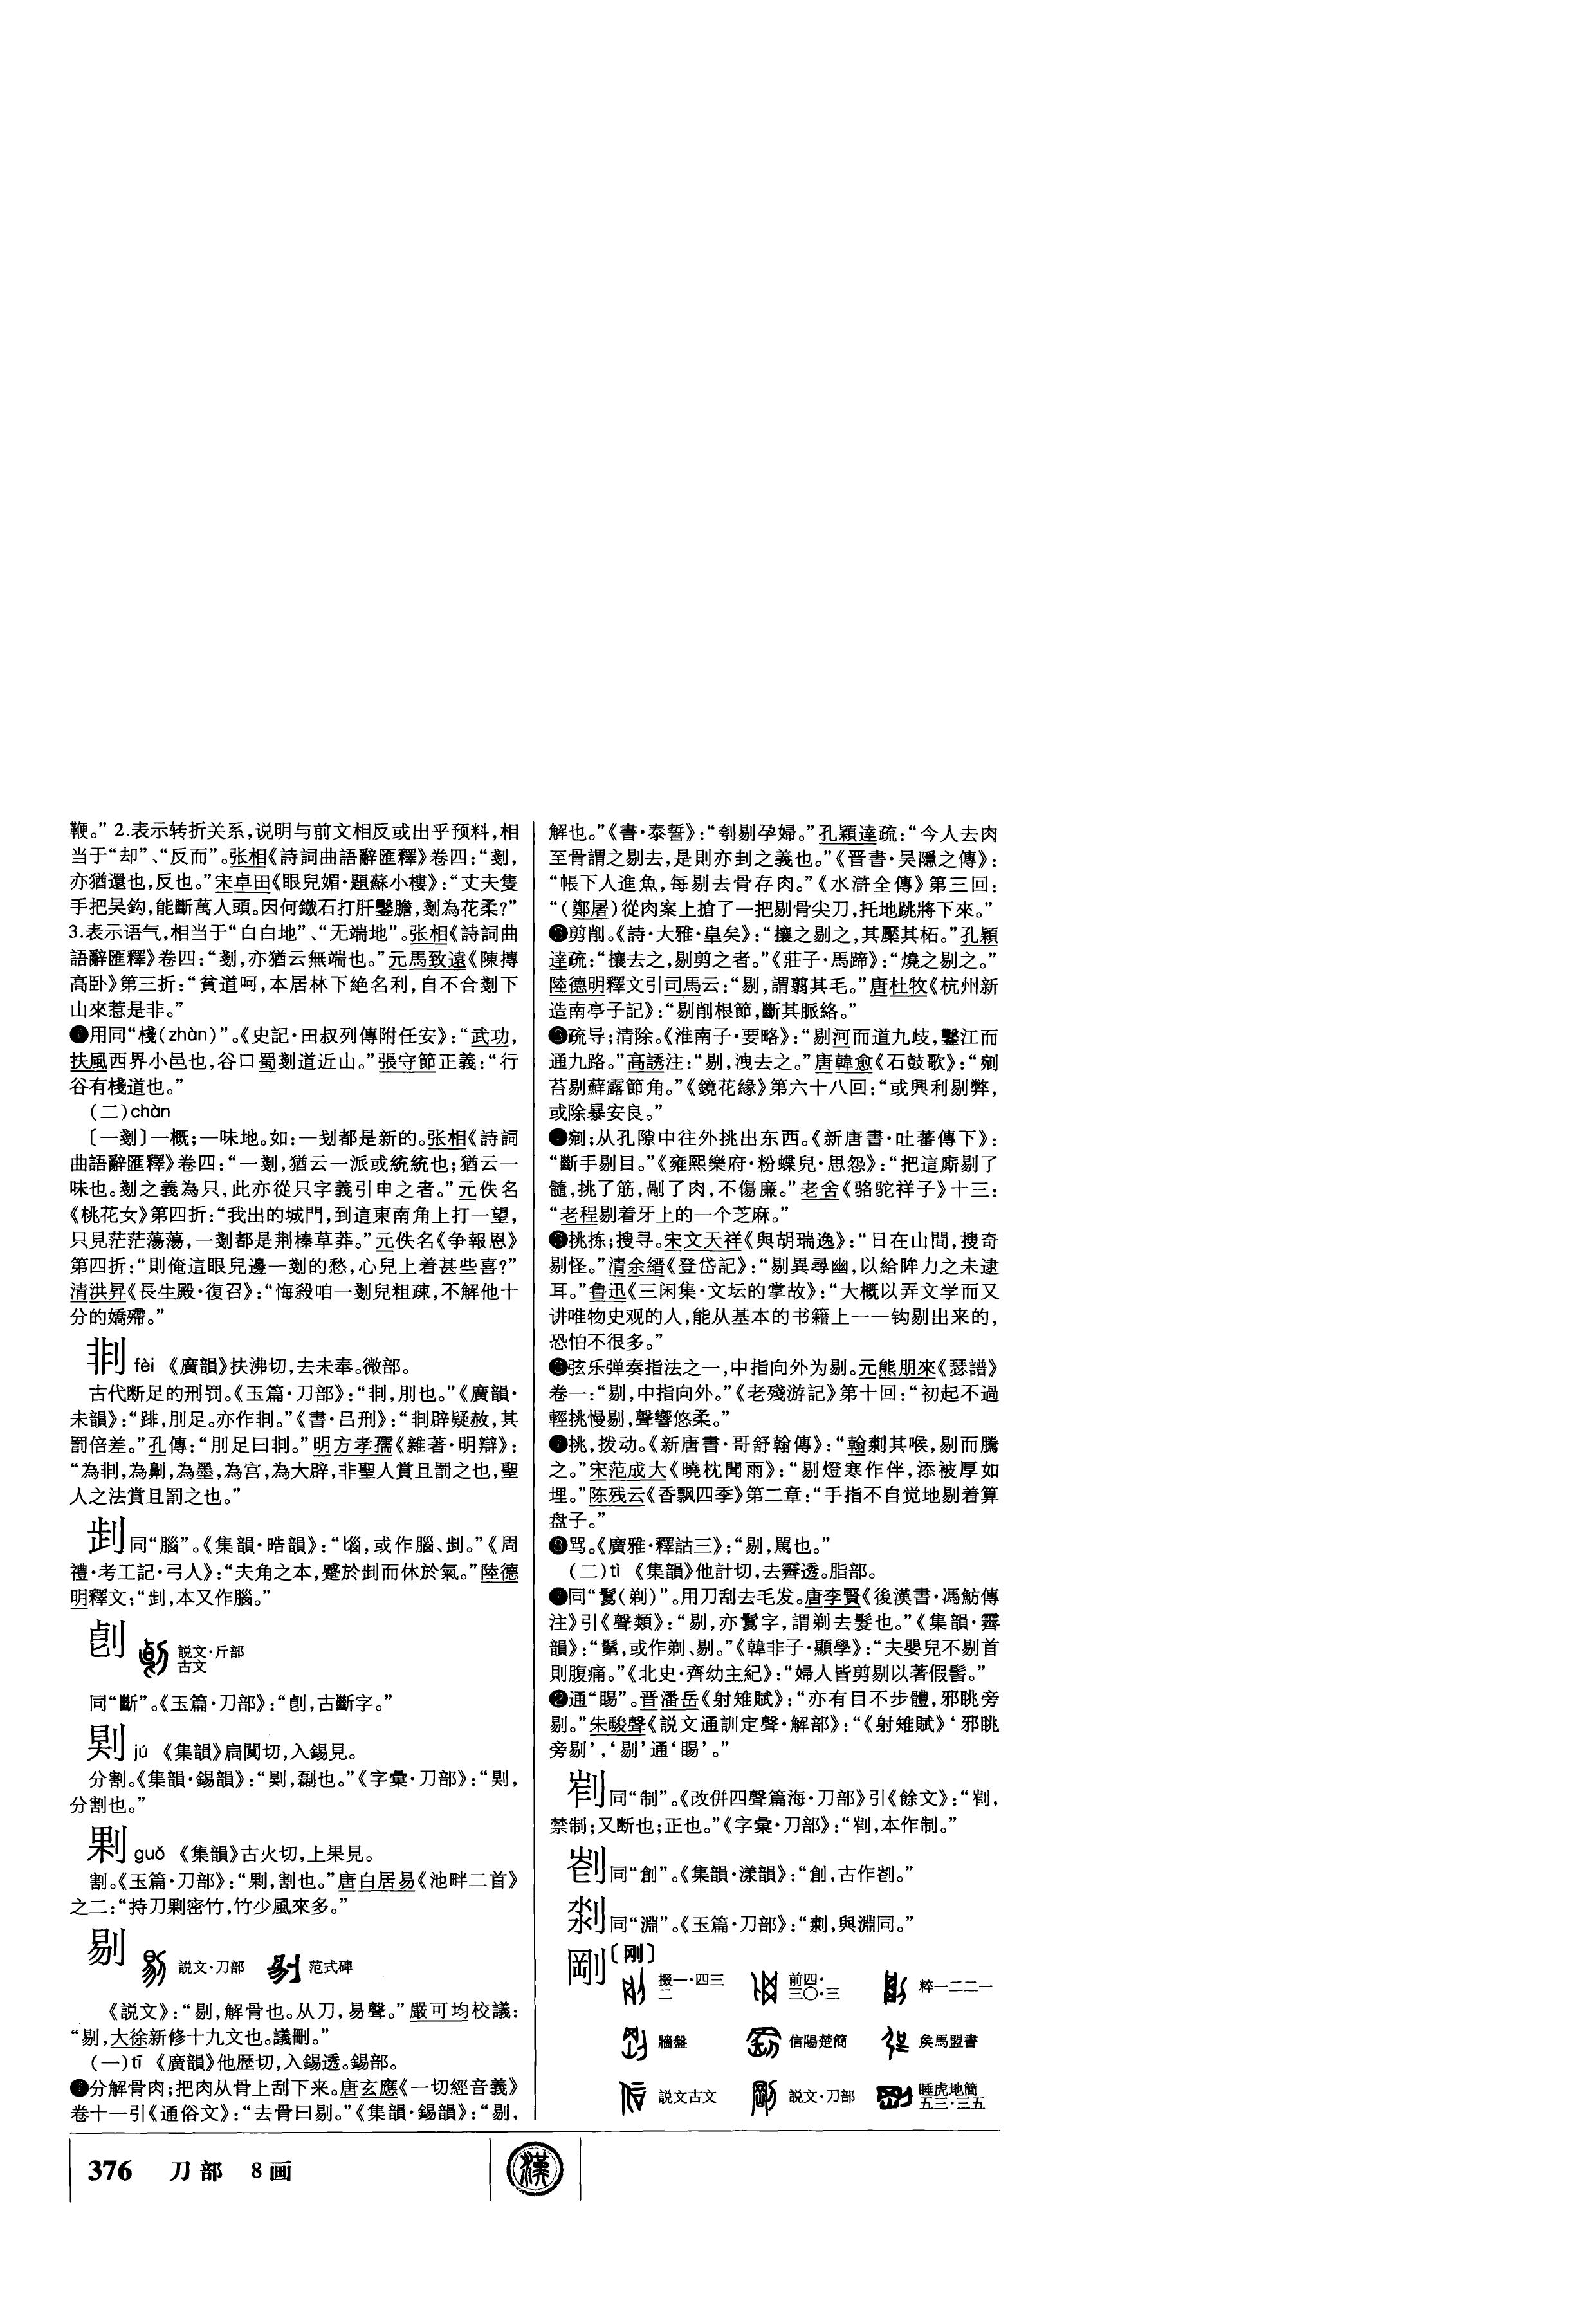 鞭。” 2.表示转折关系,说明与前文相反或出乎预料,相
当于“却”、“反而”。张相《詩詞曲語辭匯釋》卷四:“剗,
亦猶還也,反也。”宋卓田《眼兒媚·題蘇小樓》:“丈夫隻
手把吴鈎,能斷萬人頭。因何鐵石打肝鑿膽,剗為花柔?”
3.表示语气,相当于“白白地”、“无端地”。张相《詩詞曲
語辭匯釋》卷四:“剗,亦猶云無端也。”元馬致遠《陳摶
高卧》第三折:“貧道呵,本居林下絶名利,自不合剗下
山來惹是非。”
用同“棧(zhàn)”。《史記·田叔列傳附任安》:“武功,
扶風西界小邑也,谷口蜀剗道近山。”張守節正義:“行
谷有棧道也。”
(二)chàn
〔一剗〕一概;一味地。如:一剗都是新的。张相《詩詞
曲語辭匯釋》卷四:“一剗,猶云一派或統統也;猶云一
味也。剗之義為只,此亦從只字義引申之者。”元佚名
《桃花女》第四折:“我出的城門,到這東南角上打一望,
只見茫茫蕩蕩,一剗都是荆榛草莽。”元佚名《争報恩》
第四折:“則俺這眼兒邊一剗的愁,心兒上着甚些喜?”
清洪昇《長生殿·復召》:“悔殺咱一剗兒粗疎,不解他十
分的嬌殢。”
剕 fèi 《廣韻》扶沸切,去未奉。微部。
古代断足的刑罚。《玉篇·刀部》:“剕,刖也。”《廣韻·
未韻》:“䠊,刖足。亦作剕。”《書·吕刑》:“剕辟疑赦,其
罰倍差。”孔傳:“刖足曰剕。”明方孝孺《雜著·明辯》:
“為剕,為劓,為墨,為宫,為大辟,非聖人賞且罰之也,聖
人之法賞且罰之也。”
同“腦”。《集韻·晧韻》:“𡿺,或作腦、㓣。”《周
禮·考工記·弓人》:“夫角之本,蹙於㓣而休於氣。”陸德
明釋文:“㓣,本又作腦。”
説文·斤部
古文
同“斷”。《玉篇·刀部》:“,古斷字。”
jú 《集韻》扃闃切,入錫見。
分割。《集韻·錫韻》:“,劙也。”《字彙·刀部》:“,
分割也。”
剶 guǒ 《集韻》古火切,上果見。
割。《玉篇·刀部》:“,割也。”唐白居易《池畔二首》
之二:“持刀密竹,竹少風來多。”
剔 説文·刀部 范式碑
《説文》:“剔,解骨也。从刀,易聲。”嚴可均校議:
“剔,大徐新修十九文也。議刪。”
(一)tī 《廣韻》他歷切,入錫透。錫部。
❶分解骨肉;把肉从骨上刮下来。唐玄應《一切經音義》
卷十一引《通俗文》:“去骨曰剔。”《集韻·錫韻》:“剔,
解也。”《書·泰誓》:“刳剔孕婦。”孔穎達疏:“今人去肉
至骨謂之剔去,是則亦刲之義也。”《晋書·吴隱之傳》:
“帳下人進魚,每剔去骨存肉。”《水滸全傳》第三回:
“(鄭屠)從肉案上搶了一把剔骨尖刀,托地跳將下來。”
剪削。《詩·大雅·皇矣》:“攘之剔之,其檿其柘。”孔穎
達疏:“攘去之,剔剪之者。”《莊子·馬蹄》:“燒之剔之。”
陸德明釋文引司馬云:“剔,謂翦其毛。”唐杜牧《杭州新
造南亭子記》:“剔削根節,斷其脈絡。”
疏导;清除。《淮南子·要略》:“剔河而道九歧,鑿江而
通九路。”高誘注:“剔,洩去之。”唐韓愈《石鼓歌》:“剜
苔剔蘚露節角。”《鏡花緣》第六十八回:“或興利剔弊,
或除暴安良。”
剜;从孔隙中往外挑出东西。《新唐書·吐蕃傳下》:
“斷手剔目。”《雍熙樂府·粉蝶兒·思怨》:“把這廝剔了
髓,挑了筋,剮了肉,不傷廉。”老舍《骆驼祥子》十三:
“老程剔着牙上的一个芝麻。”
挑拣;搜寻。宋文天祥《與胡瑞逸》:“日在山間,搜奇
剔怪。”清余縉《登岱記》:“剔異尋幽,以給眸力之未逮
耳。”鲁迅《三闲集·文坛的掌故》:“大概以弄文学而又
讲唯物史观的人,能从基本的书籍上一一钩剔出来的,
恐怕不很多。”
弦乐弹奏指法之一,中指向外为剔。元熊朋來《瑟譜》
卷一:“剔,中指向外。”《老殘游記》第十回:“初起不過
輕挑慢剔,聲響悠柔。”
挑,拨动。《新唐書·哥舒翰傳》:“翰刺其喉,剔而騰
之。”宋范成大《曉枕聞雨》:“剔燈寒作伴,添被厚如
埋。”陈残云《香飘四季》第二章:“手指不自觉地剔着算
盘子。”
❽骂。《廣雅·釋詁三》:“剔,罵也。”
(二)tì 《集韻》他計切,去霽透。脂部。
❶同“鬄(剃)”。用刀刮去毛发。唐李賢《後漢書·馮魴傳
注》引《聲類》:“剔,亦鬄字,謂剃去髮也。”《集韻·霽
韻》:“鬀,或作剃、剔。”《韓非子·顯學》:“夫嬰兒不剔首
則腹痛。”《北史·齊幼主紀》:“婦人皆剪剔以著假髻。”
❷通“睗”。晋潘岳《射雉賦》:“亦有目不步體,邪眺旁
剔。”朱駿聲《説文通訓定聲·解部》:“《射雉賦》‘邪眺
旁剔’,‘剔’通‘睗’。”
同“制”。《改併四聲篇海·刀部》引《餘文》:“,
禁制;又断也;正也。”《字彙·刀部》:“,本作制。”
同“創”。《集韻·漾韻》:“創,古作。”
同“淵”。《玉篇·刀部》:“,與淵同。”
剛〔刚〕
掇一·四三二 前四·三〇·三 粹一二二一
牆盤 信陽楚簡 矦馬盟書
説文古文 説文·刀部 睡虎地簡五三·三五
376 刀部 8画
漢